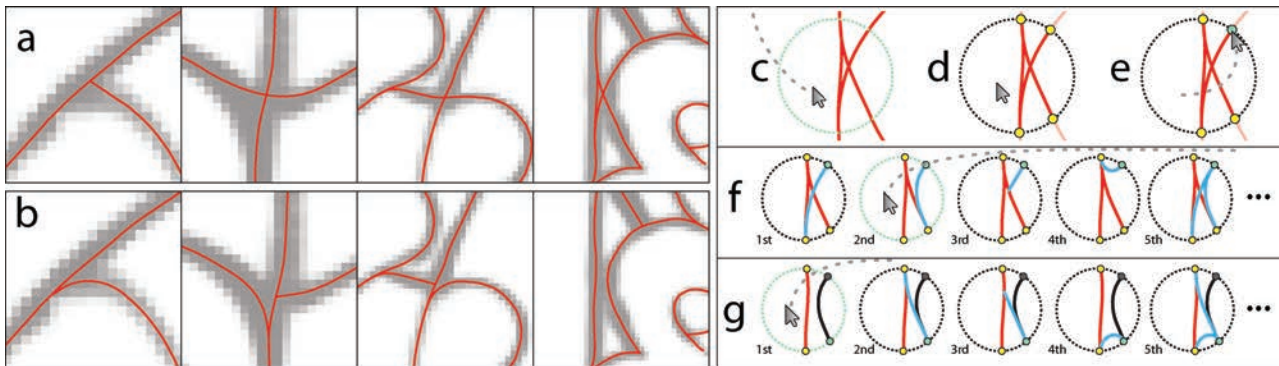 a
b
c d e
f 1st 2nd 3rd 4th 5th ...
g 1st 2nd 3rd 4th 5th ...